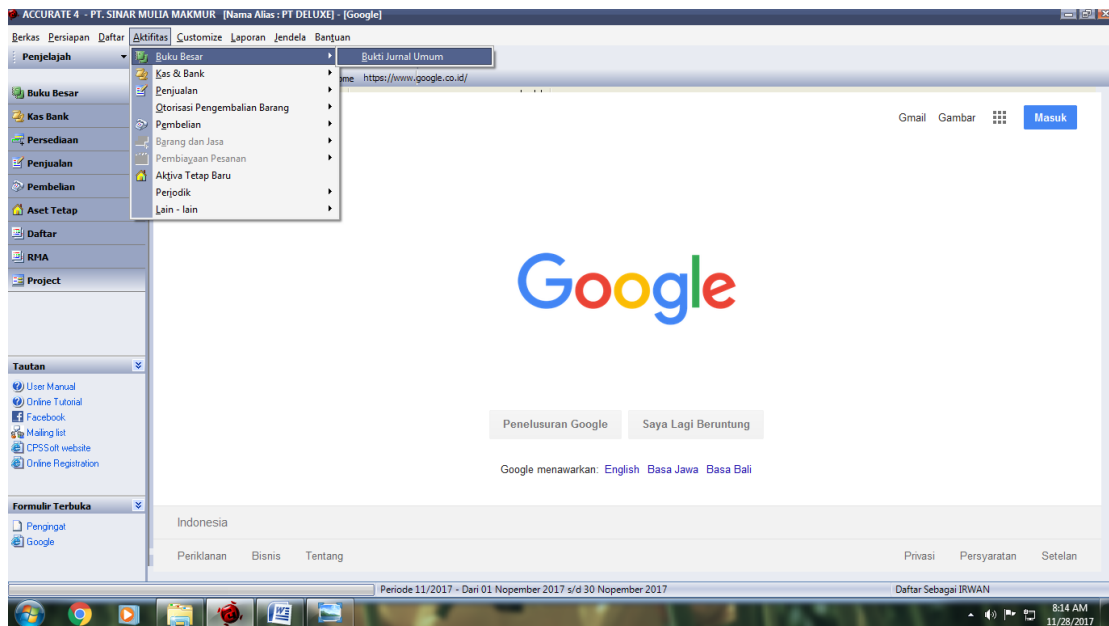 ACCURATE 4 - PT. SINAR MULIA MAKMUR [Nama Alias : PT DELUXE] - [Google]
Berkas Persiapan Daftar Aktifitas Customize Laporan Jendela Bantuan
Penjelajah
Buku Besar
Kas Bank
Persediaan
Penjualan
Pembelian
Aset Tetap
Daftar
RMA
Project
Tautan
User Manual
Online Tutorial
Facebook
Mailing list
CPSSoft website
Online Registration
Formulir Terbuka
Pengingat
Google
Buku Besar
Kas & Bank
Penjualan
Otorisasi Pengembalian Barang
Pembelian
Barang dan Jasa
Pembiayaan Pesanan
Aktiva Tetap Baru
Periodik
Lain - lain
Bukti Jurnal Umum
https://www.google.co.id/
Gmail Gambar Masuk
Google
Penelusuran Google Saya Lagi Beruntung
Google menawarkan: English Basa Jawa Basa Bali
Indonesia
Periklanan Bisnis Tentang Privasi Persyaratan Setelan
Periode 11/2017 - Dari 01 Nopember 2017 s/d 30 Nopember 2017 Daftar Sebagai IRWAN
8:14 AM
11/28/2017